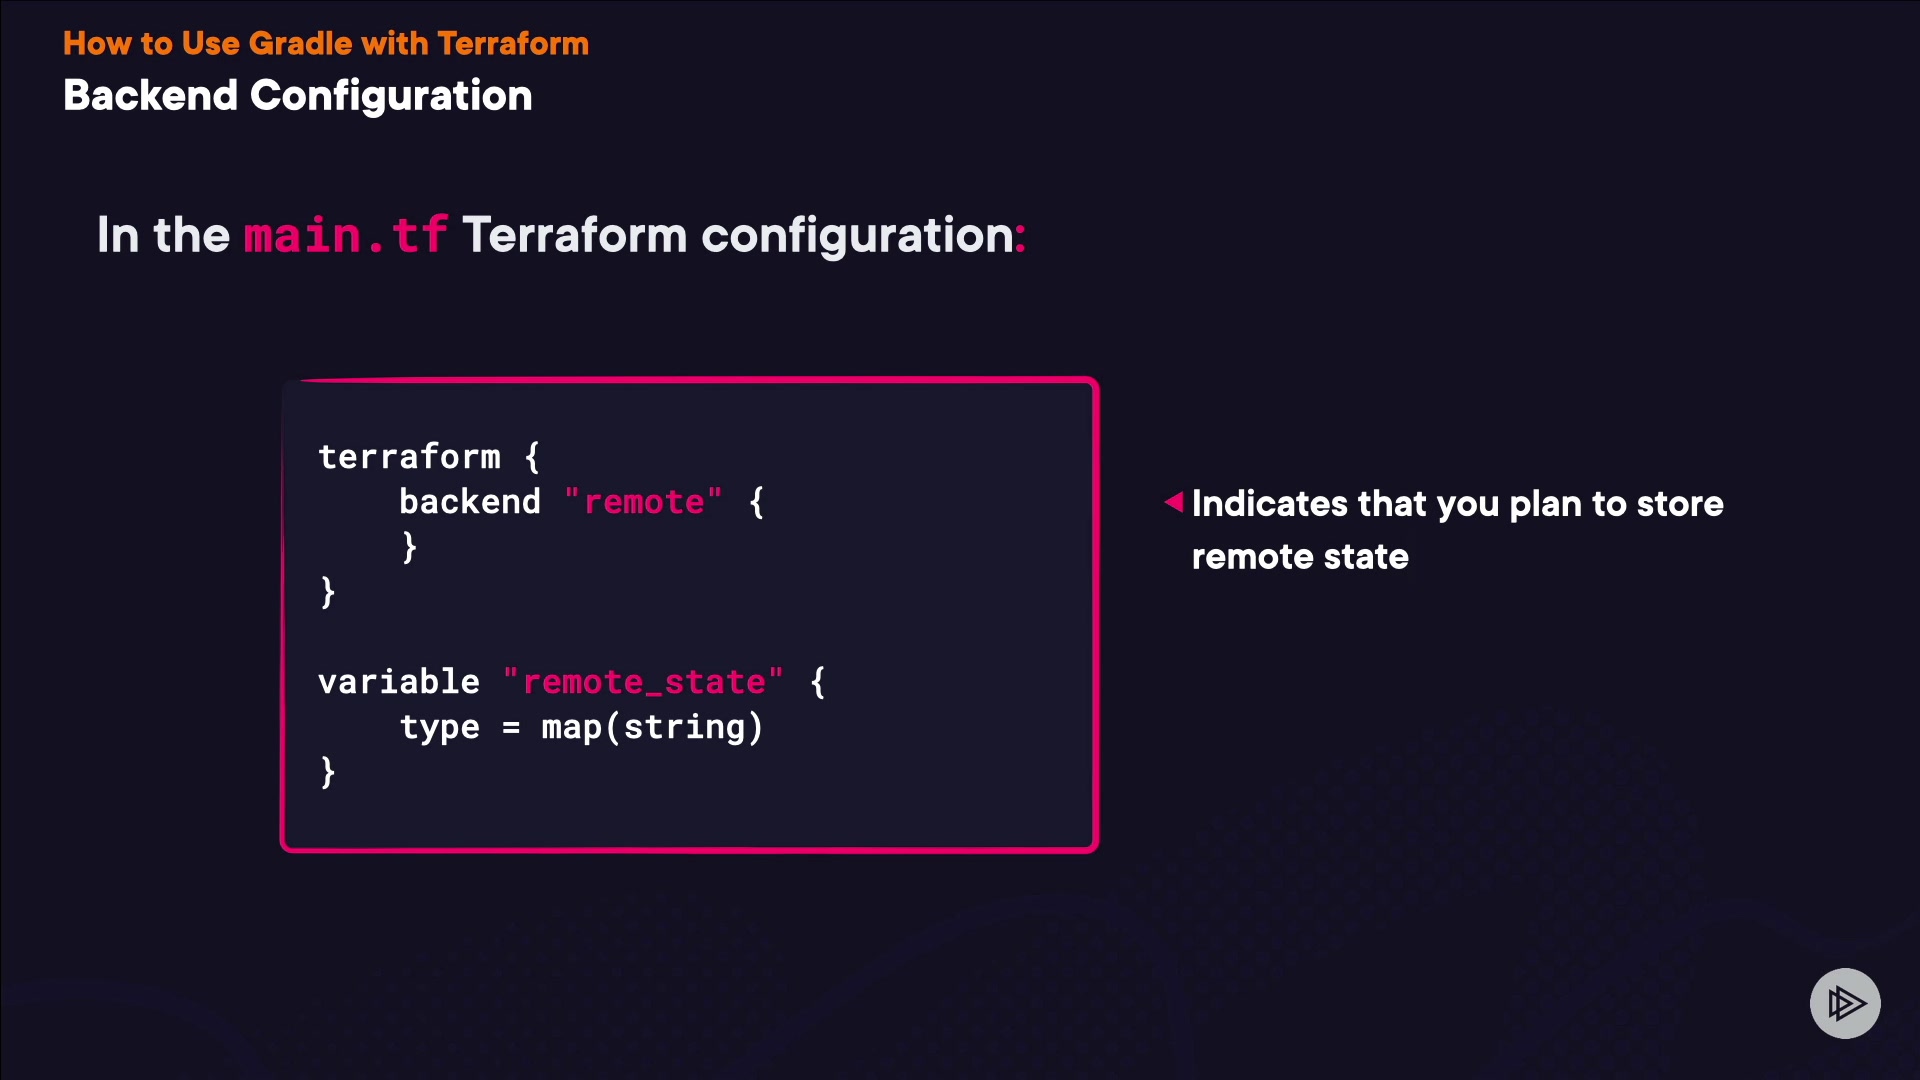 How to Use Gradle with Terraform
Backend Configuration
In the main.tf Terraform configuration:
terraform {
    backend "remote" {
    }
}
variable "remote_state" {
    type = map(string)
}
Indicates that you plan to store
remote state